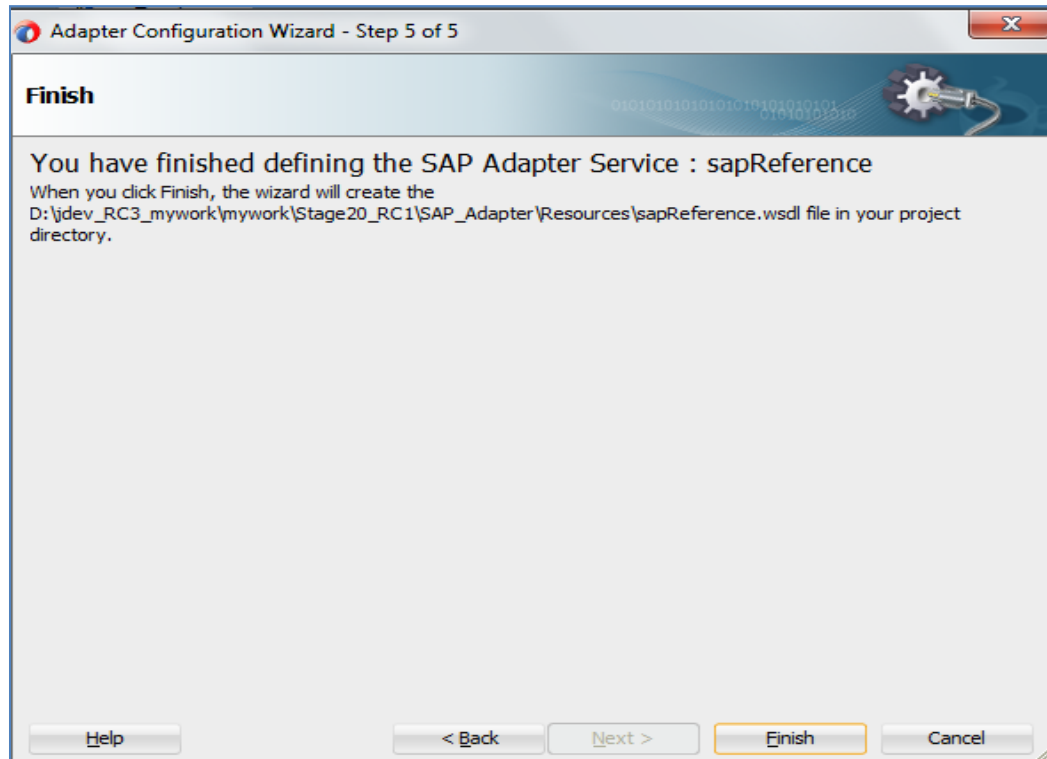 Adapter Configuration Wizard - Step 5 of 5
Finish
You have finished defining the SAP Adapter Service : sapReference
When you click Finish, the wizard will create the
D:\jdev_RC3_mywork\mywork\Stage20_RC1\SAP_Adapter\Resources\sapReference.wsdl file in your project
directory.
Help
< Back
Next >
Finish
Cancel